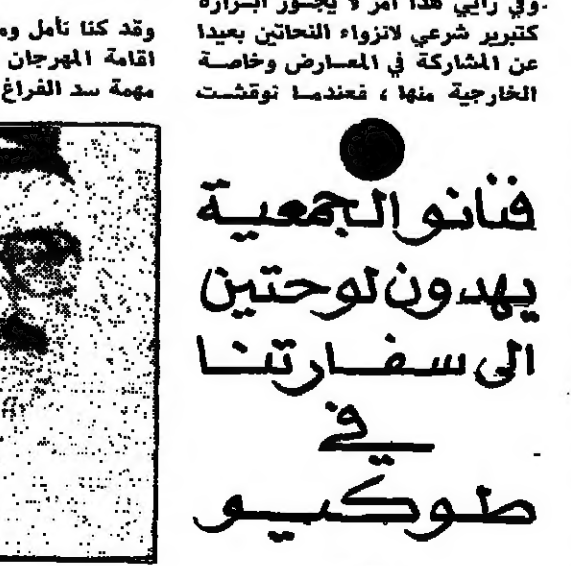 وفي رأيي هذا أمر لا يجوز ابرازه
كتبرير شرعي لانزواء النحاتين بعيدا
عن المشاركة في المعارض وخاصة
الخارجية منها ، فعندما نوقشت
فنانو الجمعية
يهدون لوحتين
الى سفارتنا
في
طوكيو
وقد كنا نأمل
اقامة المهرجان
مهمة سد الفراغ